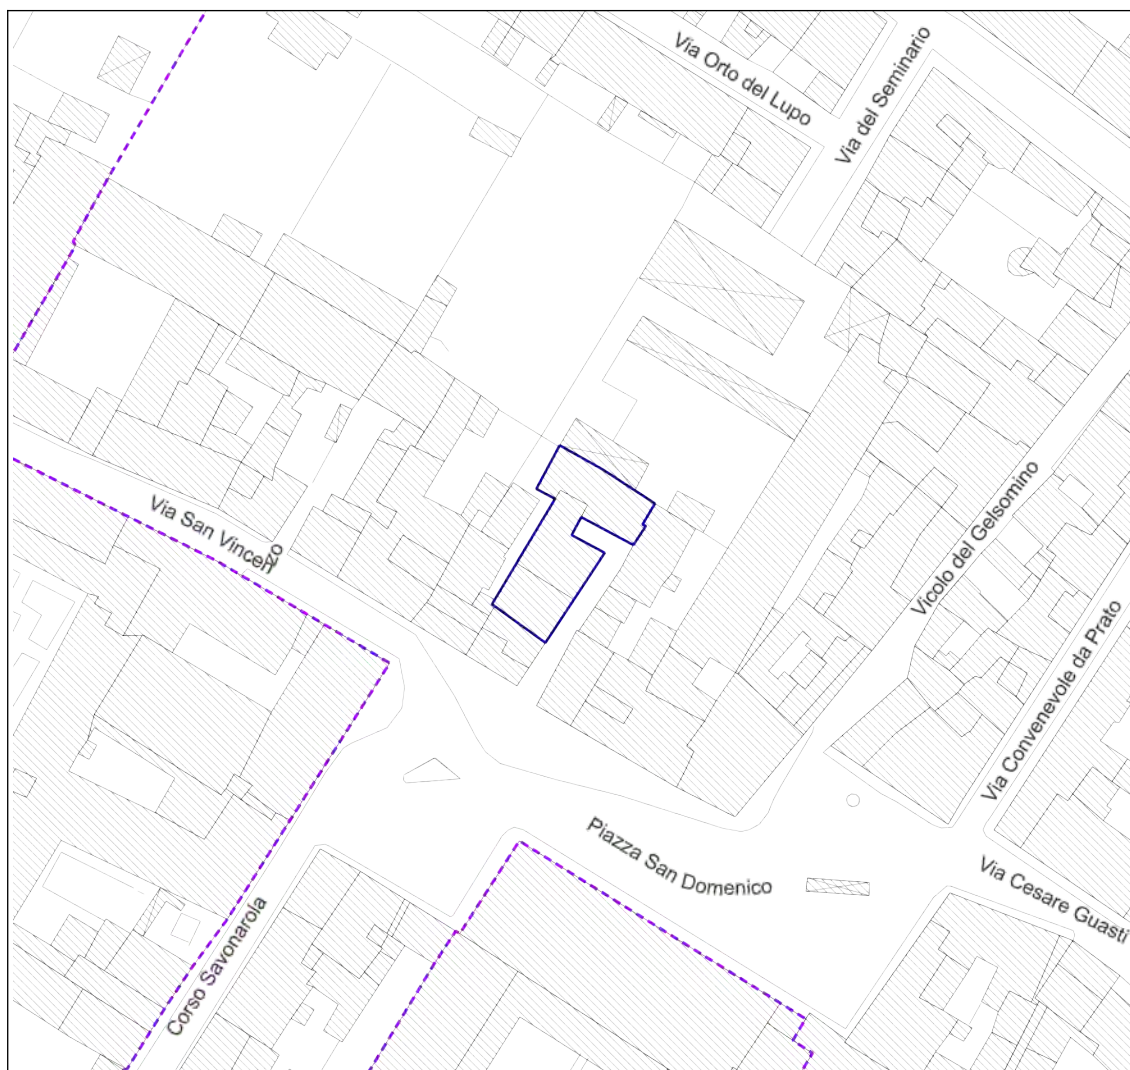 Via Orto del Lupo
Via del Seminario
Via San Vincenzo
Vicolo del Gelsomino
Via Convenevole da Prato
Piazza San Domenico
Via Cesare Guasti
Corso Savonarola